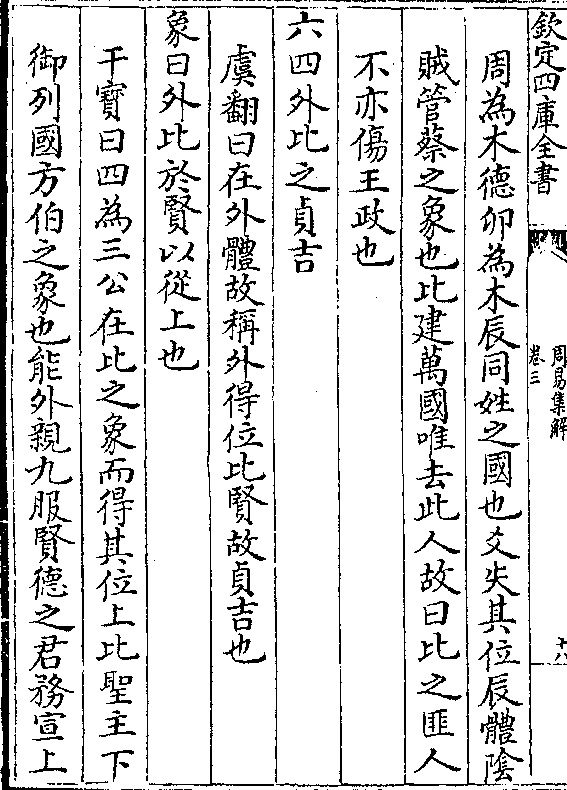 欽定四庫全書
周易集解
卷三
十八
周為木德卯為木辰同姓之國也爻失其位辰體陰
賊管蔡之象也比建萬國唯去此人故曰比之匪人
不亦傷王政也
六四外比之貞吉
虞翻曰在外體故稱外得位比賢故貞吉也
象曰外比於賢以從上也
干寶曰四為三公在比之象而得其位上比聖主下
御列國方伯之象也能外親九服賢德之君務宣上